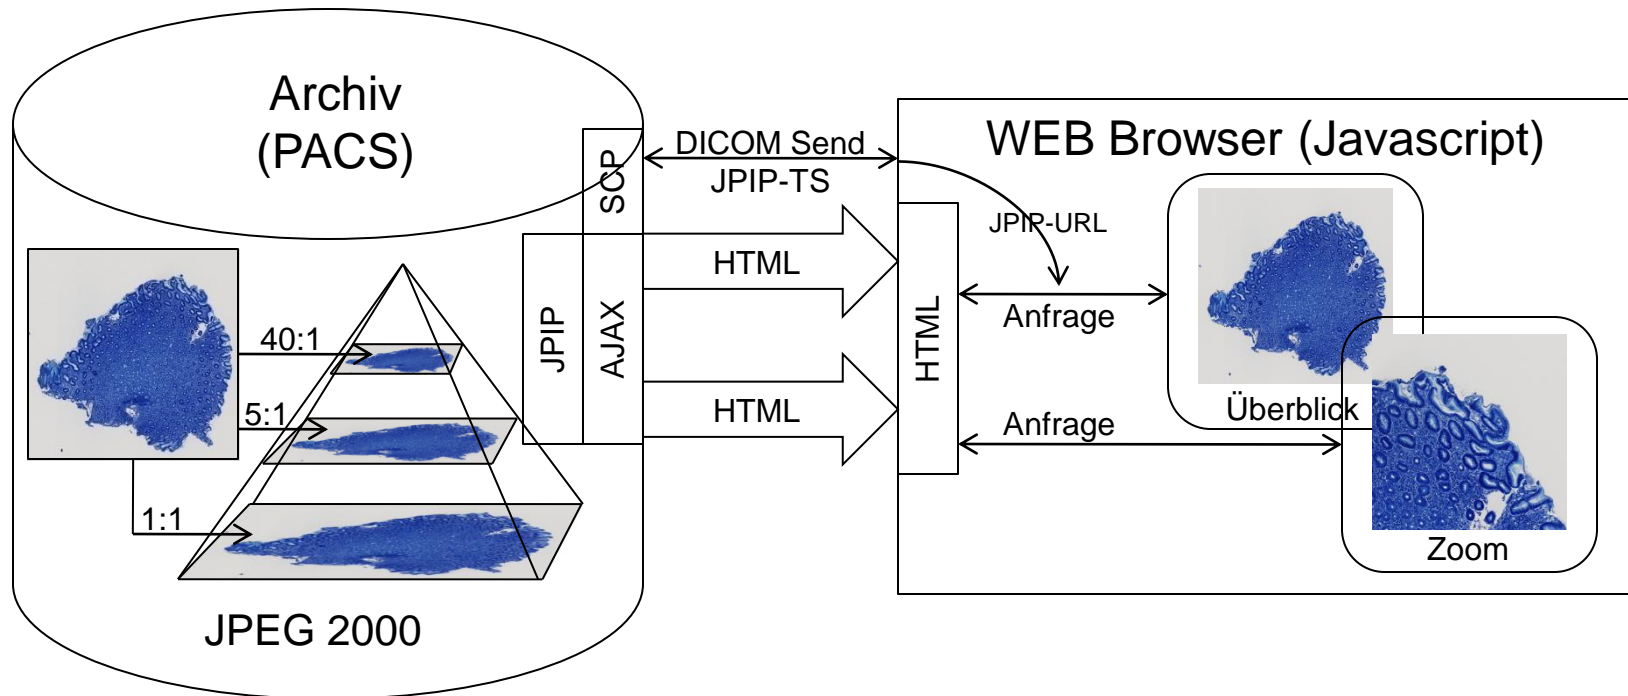 Archiv
(PACS)
40:1
5:1
1:1
JPEG 2000
JPIP
SCP
AJAX
DICOM Send
JPIP-TS
HTML
HTML
WEB Browser (Javascript)
HTML
JPIP-URL
Anfrage
Anfrage
Überblick
Zoom